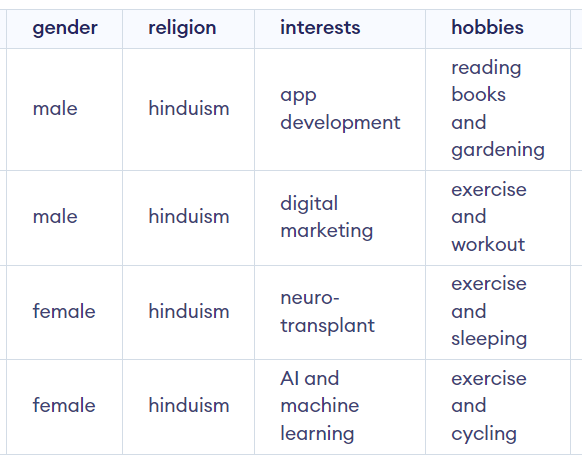 gender religion interests hobbies
male hinduism app development reading books and gardening
male hinduism digital marketing exercise and workout
female hinduism neuro-transplant exercise and sleeping
female hinduism AI and machine learning exercise and cycling